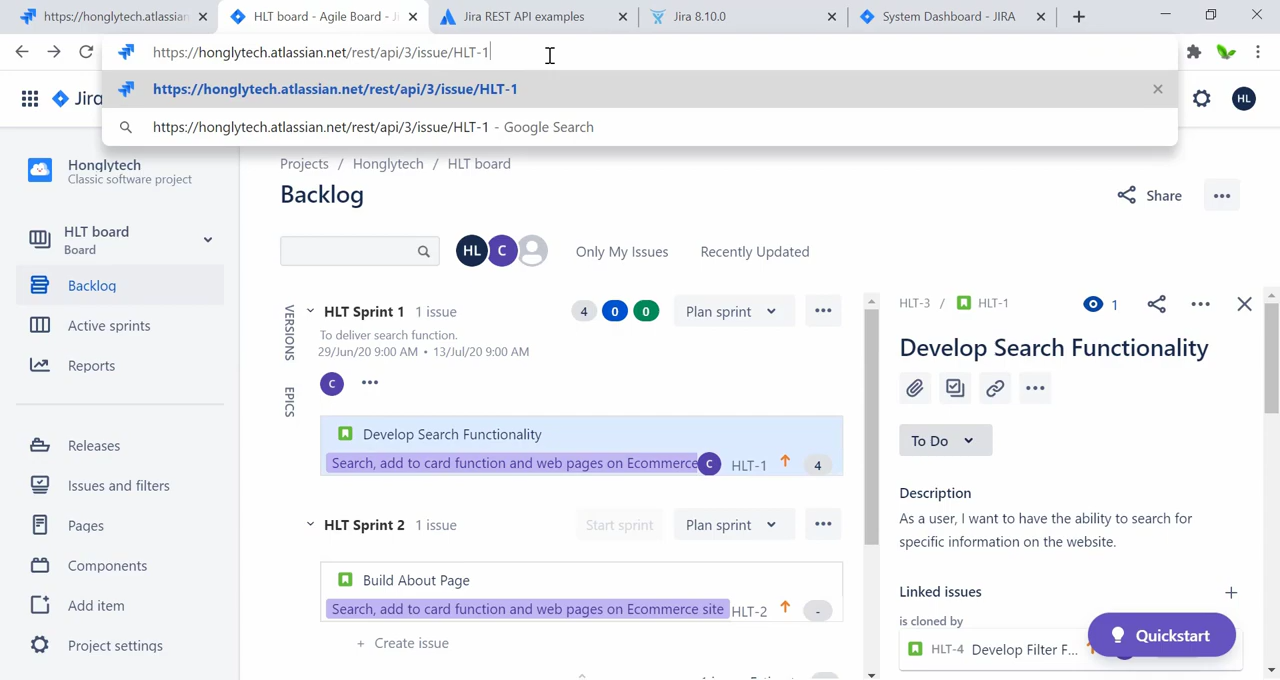 https://honglytech.atlassian
HLT board - Agile Board - Ji
Jira REST API examples
Jira 8.10.0
System Dashboard - JIRA
https://honglytech.atlassian.net/rest/api/3/issue/HLT-1
https://honglytech.atlassian.net/rest/api/3/issue/HLT-1
https://honglytech.atlassian.net/rest/api/3/issue/HLT-1 - Google Search
Jira
HL
Honglytech
Classic software project
HLT board
Board
Backlog
Active sprints
Reports
Releases
Issues and filters
Pages
Components
Add item
Project settings
Projects / Honglytech / HLT board
Backlog
Share
HL C
Only My Issues
Recently Updated
VERSIONS
EPICS
HLT Sprint 1 1 issue
4 0 0
Plan sprint
To deliver search function.
29/Jun/20 9:00 AM • 13/Jul/20 9:00 AM
C
Develop Search Functionality
Search, add to card function and web pages on Ecommerce C HLT-1 4
HLT Sprint 2 1 issue
Start sprint
Plan sprint
Build About Page
Search, add to card function and web pages on Ecommerce site HLT-2 -
+ Create issue
HLT-3 / HLT-1
1
Develop Search Functionality
To Do
Description
As a user, I want to have the ability to search for
specific information on the website.
Linked issues
is cloned by
HLT-4 Develop Filter F...
Quickstart